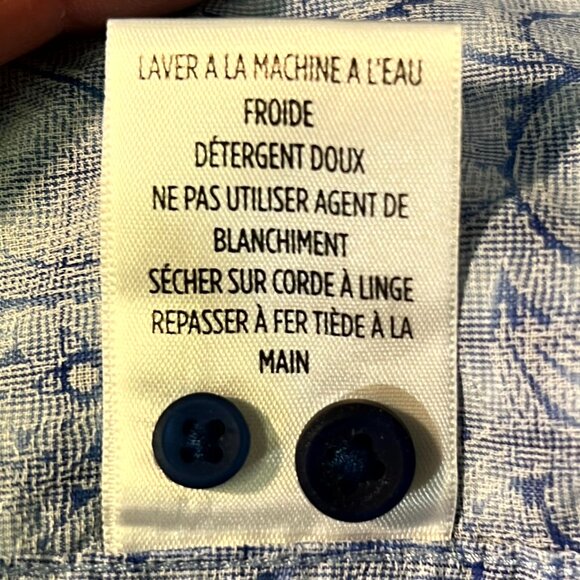 LAVER A LA MACHINE A L'EAU
FROIDE
DÉTERGENT DOUX
NE PAS UTILISER AGENT DE
BLANCHIMENT
SÉCHER SUR CORDE À LINGE
REPASSER À FER TIÈDE À LA
MAIN